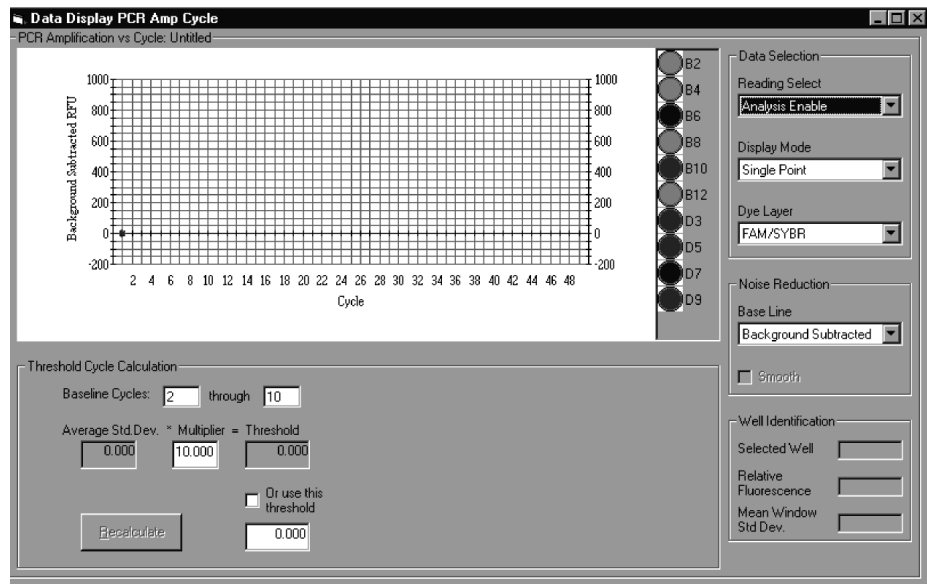 Data Display PCR Amp Cycle
PCR Amplification vs Cycle: Untitled
Background Subtracted RFU
1000
800
600
400
200
0
-200
1000
800
600
400
200
0
-200
2 4 6 8 10 12 14 16 18 20 22 24 26 28 30 32 34 36 38 40 42 44 46 48
Cycle
B2
B4
B6
B8
B10
B12
D3
D5
D7
D9
Data Selection
Reading Select
Analysis Enable
Display Mode
Single Point
Dye Layer
FAM/SYBR
Noise Reduction
Base Line
Background Subtracted
Smooth
Well Identification
Selected Well
Relative
Fluorescence
Mean Window
Std Dev.
Threshold Cycle Calculation
Baseline Cycles: 2 through 10
Average Std.Dev. * Multiplier = Threshold
0.000 10.000 0.000
Or use this
threshold
Recalculate 0.000